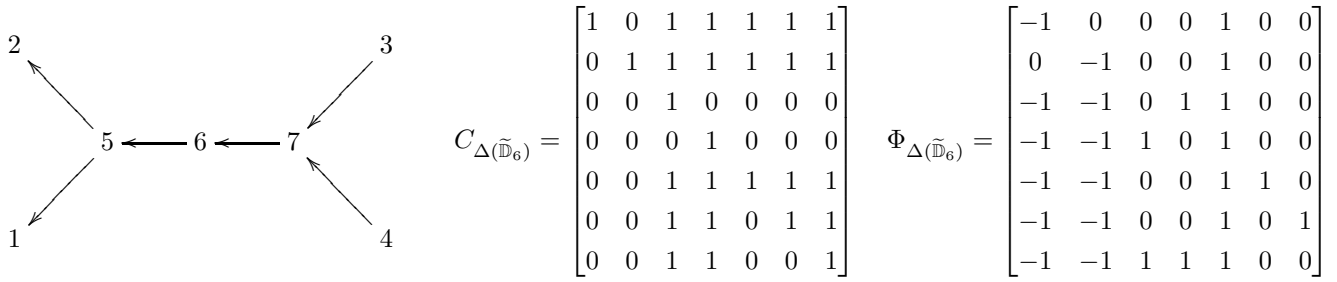 2 3
5 6 7
1 4
C_{Δ(\widetilde{𝔻}_6)} =
1 0 1 1 1 1 1
0 1 1 1 1 1 1
0 0 1 0 0 0 0
0 0 0 1 0 0 0
0 0 1 1 1 1 1
0 0 1 1 0 1 1
0 0 1 1 0 0 1
Φ_{Δ(\widetilde{𝔻}_6)} =
−1 0 0 0 1 0 0
0 −1 0 0 1 0 0
−1 −1 0 1 1 0 0
−1 −1 1 0 1 0 0
−1 −1 0 0 1 1 0
−1 −1 0 0 1 0 1
−1 −1 1 1 1 0 0